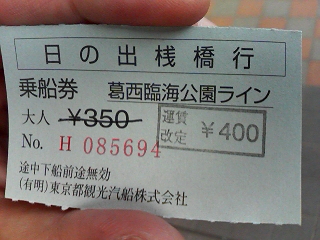 日の出桟橋行
乗船券 葛西臨海公園ライン
大人 ¥350 運賃改定 ¥400
No. H 085694
途中下船前途無効
(有明)東京都観光汽船株式会社